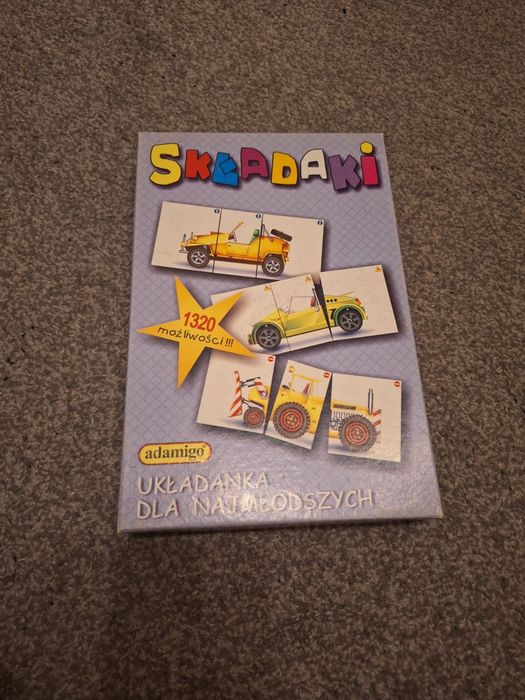 SKŁADAKI
1320
możliwości!!!
adamigo
UKŁADANKA
DLA NAJMŁODSZYCH